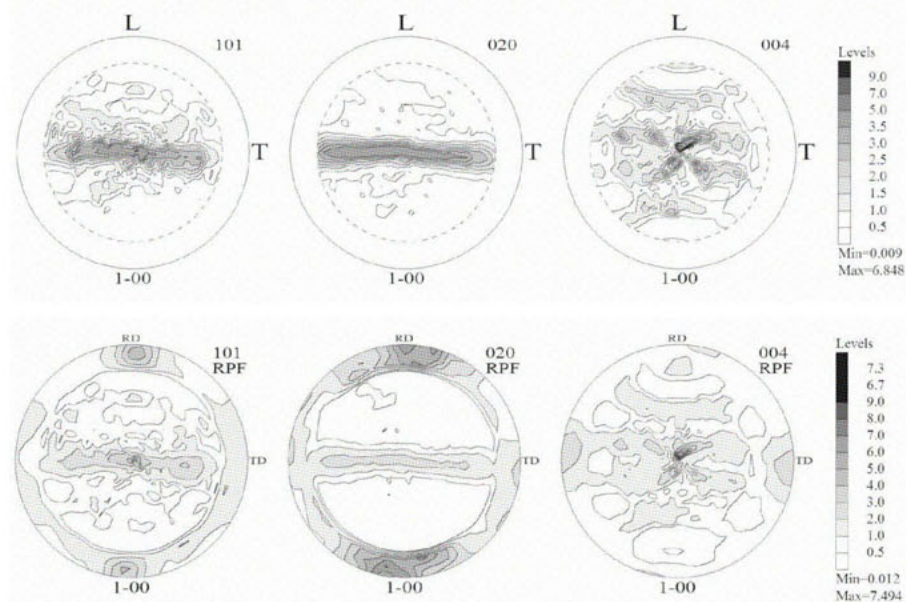 L
101
T
1-00
L
020
T
1-00
L
004
T
1-00
Levels
9.0
7.0
5.0
3.5
3.0
2.5
2.0
1.5
1.0
0.5
Min=0.009
Max=6.848
RD
101
RPF
1-00
RD
020
RPF
TD
1-00
RD
004
RPF
TD
1-00
TD
Levels
7.3
6.7
9.0
8.0
7.0
6.0
5.0
4.0
3.0
2.0
1.0
0.5
Min=0.012
Max=7.494